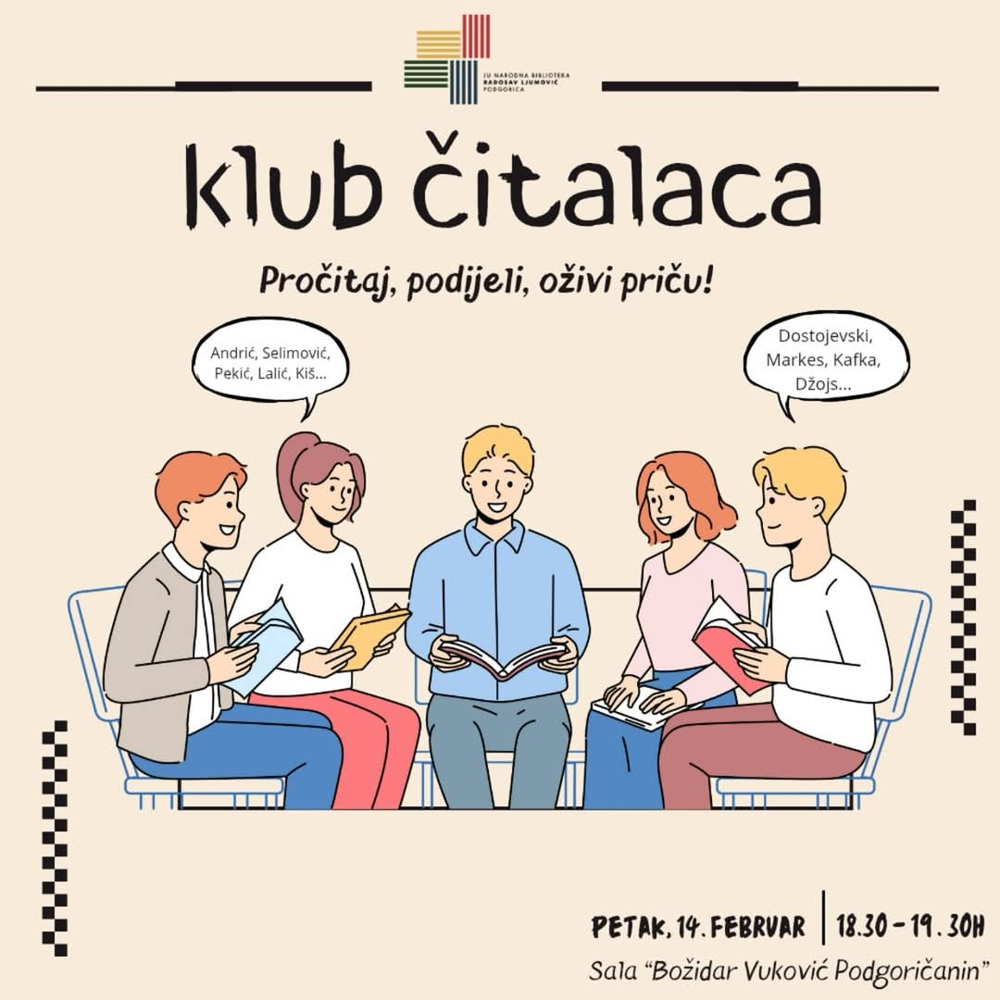 JU NARODNA BIBLIOTEKA
RADOSAV LJUMOVIĆ
PODGORICA
klub čitalaca
Pročitaj, podijeli, oživi priču!
Andrić, Selimović,
Pekić, Lalić, Kiš...
Dostojevski,
Markes, Kafka,
Džojs...
PETAK, 14. FEBRUAR | 18.30 - 19.30H
Sala "Božidar Vuković Podgoričanin"